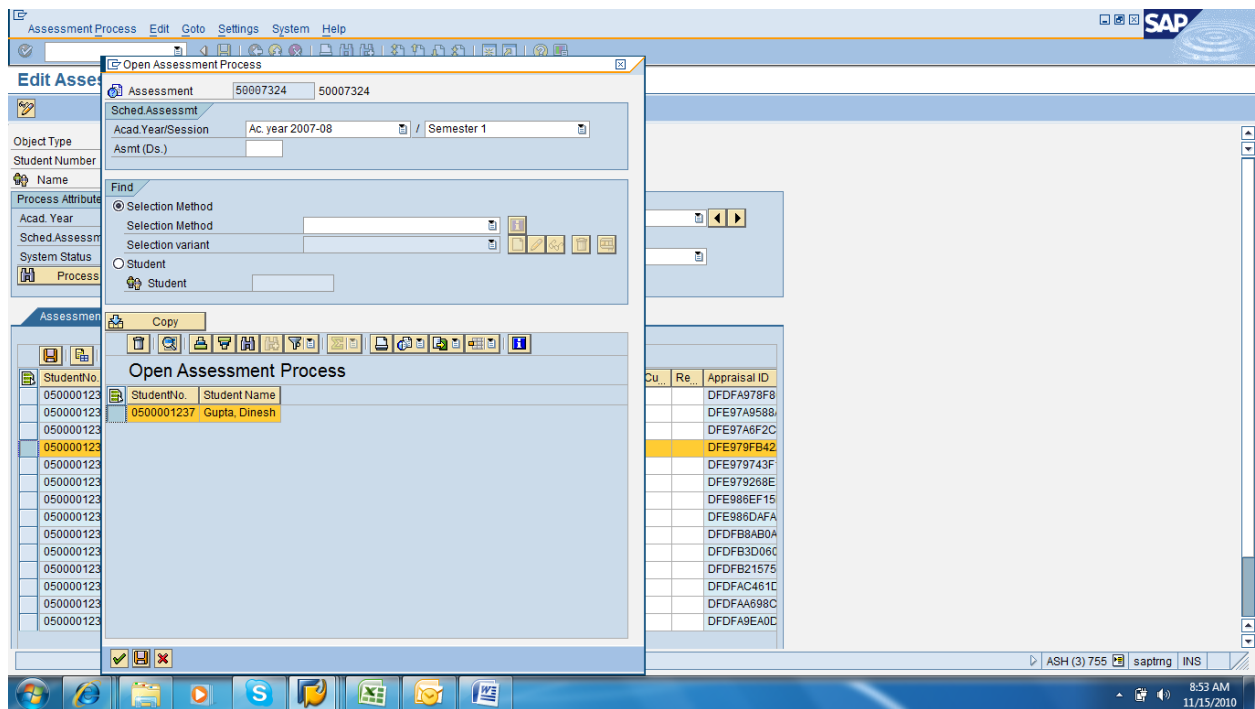 Assessment Process Edit Goto Settings System Help
SAP
Edit Asses
Open Assessment Process
Assessment 50007324 50007324
Sched.Assessmt
Acad.Year/Session Ac. year 2007-08 / Semester 1
Asmt (Ds.)
Find
Selection Method
Selection Method
Selection variant
Student
Student
Copy
Open Assessment Process
StudentNo. Student Name
0500001237 Gupta, Dinesh
Object Type
Student Number
Name
Process Attribute
Acad. Year
Sched.Assessm
System Status
Process
Assessmen
StudentNo. Cu... Re... Appraisal ID
050000123 DFDFA978F8
050000123 DFE97A9588
050000123 DFE97A6F2C
050000123 DFE979FB42
050000123 DFE979743F
050000123 DFE979268E
050000123 DFE986EF15
050000123 DFE986DAFA
050000123 DFDFB8AB0A
050000123 DFDFB3D060
050000123 DFDFB21575
050000123 DFDFAC461D
050000123 DFDFAA698C
050000123 DFDFA9EA0D
ASH (3) 755 saptrng INS
8:53 AM
11/15/2010